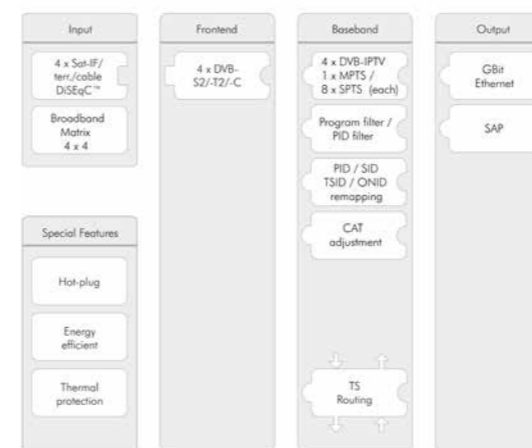 Input
4 x Sat-IF/
terr./cable
DiSEqC™
Broadband
Matrix
4 x 4
Special Features
Hot-plug
Energy
efficient
Thermal
protection
Frontend
4 x DVB-
S2/-T2/-C
Baseband
4 x DVB-IPTV
1 x MPTS /
8 x SPTS (each)
Program filter /
PID filter
PID / SID
TSID / ONID
remapping
CAT
adjustment
TS
Routing
Output
GBit
Ethernet
SAP